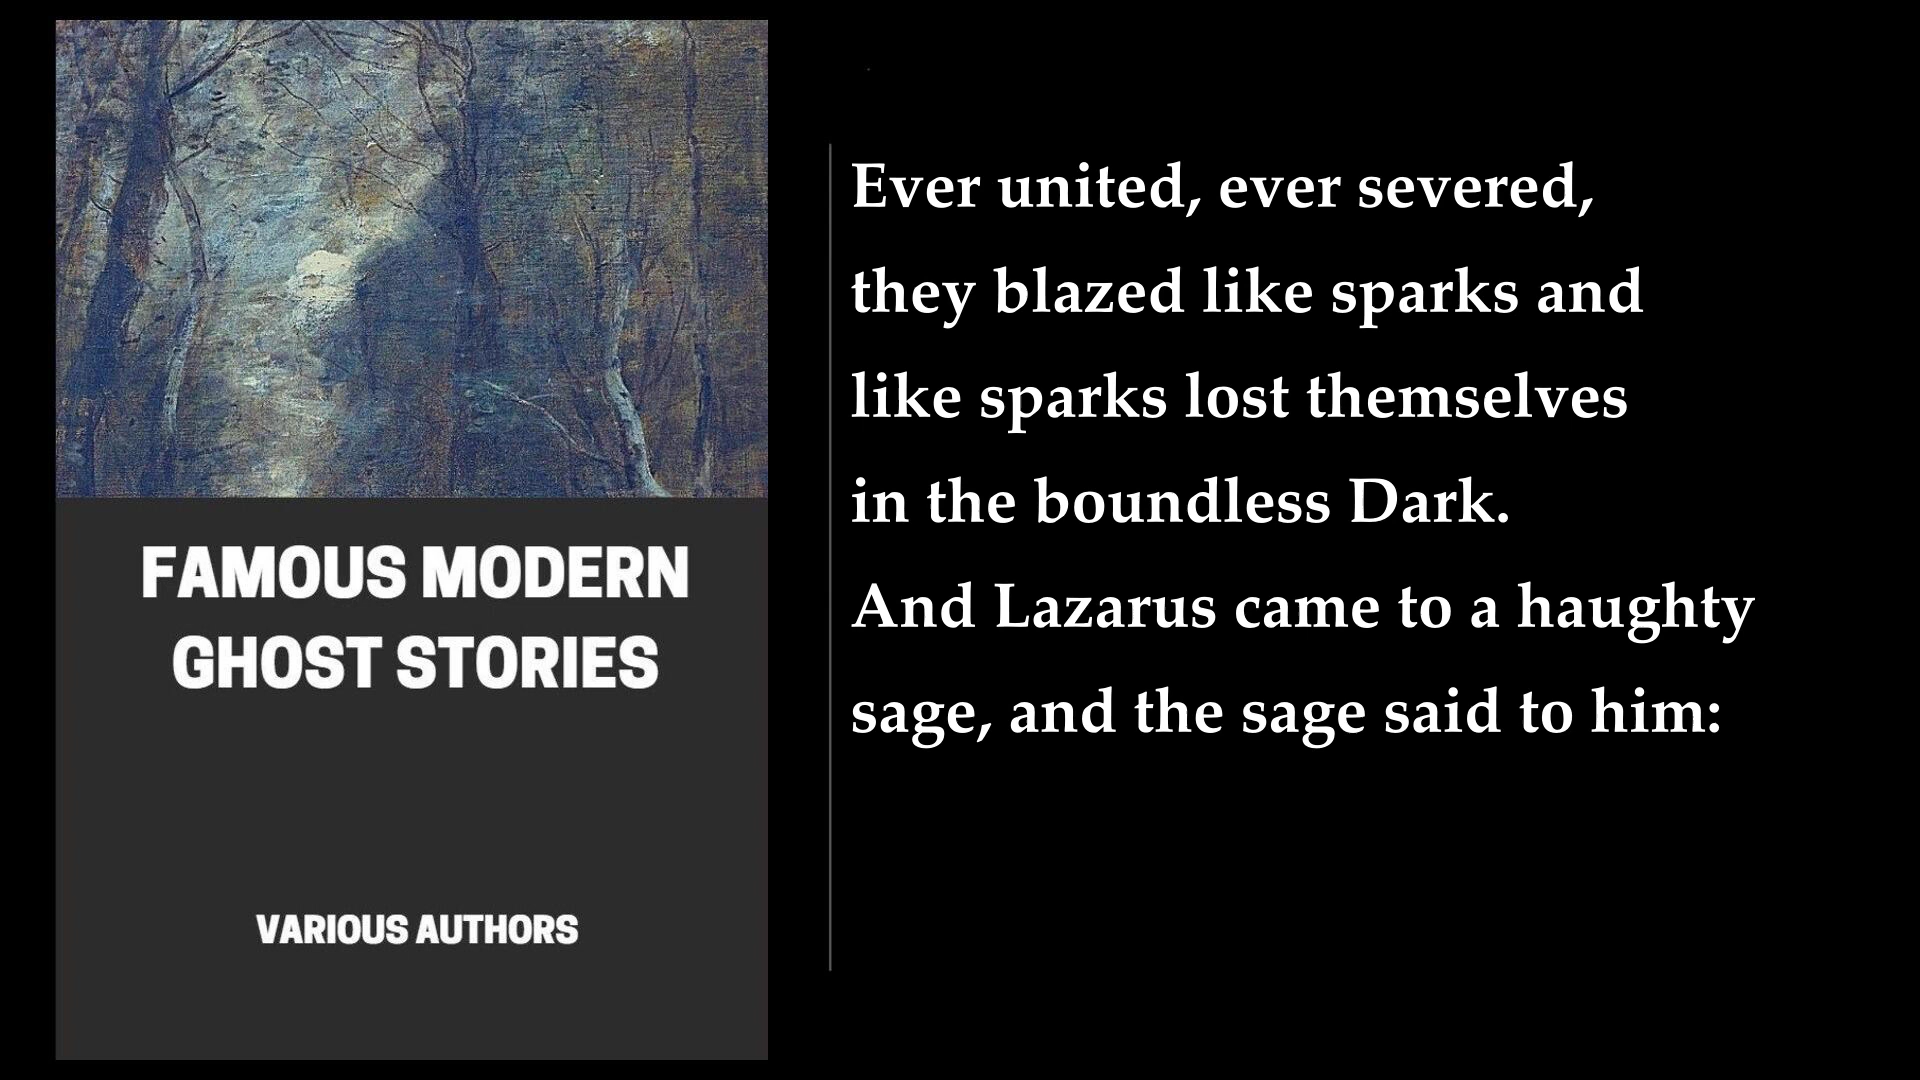 FAMOUS MODERN
GHOST STORIES
VARIOUS AUTHORS
Ever united, ever severed,
they blazed like sparks and
like sparks lost themselves
in the boundless Dark.
And Lazarus came to a haughty
sage, and the sage said to him: